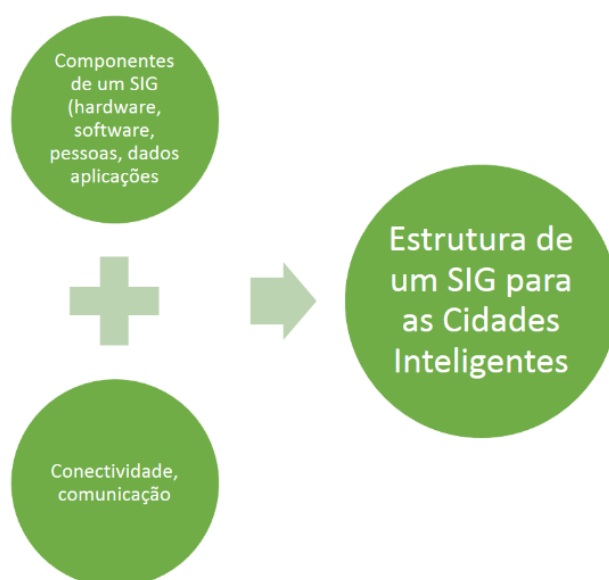 Componentes
de um SIG
(hardware,
software,
pessoas, dados
aplicações
Estrutura de
um SIG para
as Cidades
Inteligentes
Conectividade,
comunicação